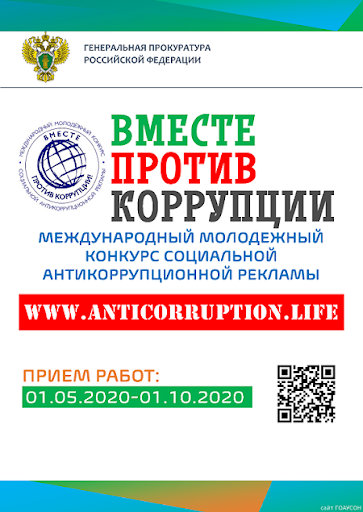 ГЕНЕРАЛЬНАЯ ПРОКУРАТУРА
РОССИЙСКОЙ ФЕДЕРАЦИИ
МЕЖДУНАРОДНЫЙ МОЛОДЕЖНЫЙ КОНКУРС
ВМЕСТЕ
ПРОТИВ КОРРУПЦИИ!
СОЦИАЛЬНОЙ АНТИКОРРУПЦИОННОЙ РЕКЛАМЫ
ВМЕСТЕ
ПРОТИВ
КОРРУПЦИИ
МЕЖДУНАРОДНЫЙ МОЛОДЕЖНЫЙ
КОНКУРС СОЦИАЛЬНОЙ
АНТИКОРРУПЦИОННОЙ РЕКЛАМЫ
WWW.ANTICORRUPTION.LIFE
ПРИЕМ РАБОТ:
01.05.2020-01.10.2020
сайт ГОАУСОН